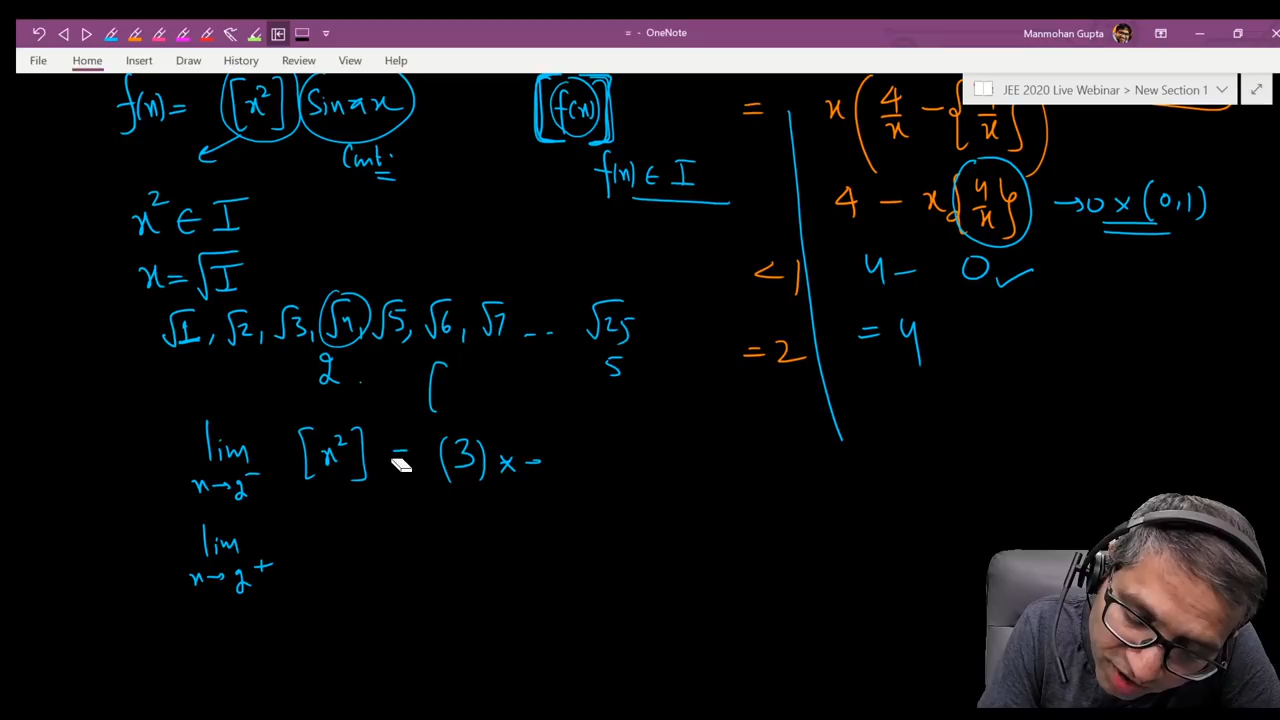 = - OneNote
Manmohan Gupta
File Home Insert Draw History Review View Help
JEE 2020 Live Webinar > New Section 1
f(x) = [x²] Sin πx
Cont.
x² ∈ I
x = √I
√1, √2, √3, √4, √5, √6, √7 -.. √25
2 . ( 5
lim [x²] = (3) × -
x→2⁻
lim
x→2⁺
[f(x)]
f(x) ∈ I
= x(4/x - {4/x})
4 - x{4/x} → 0 × (0,1)
< 1 4 - 0 ✓
= 2 = 4